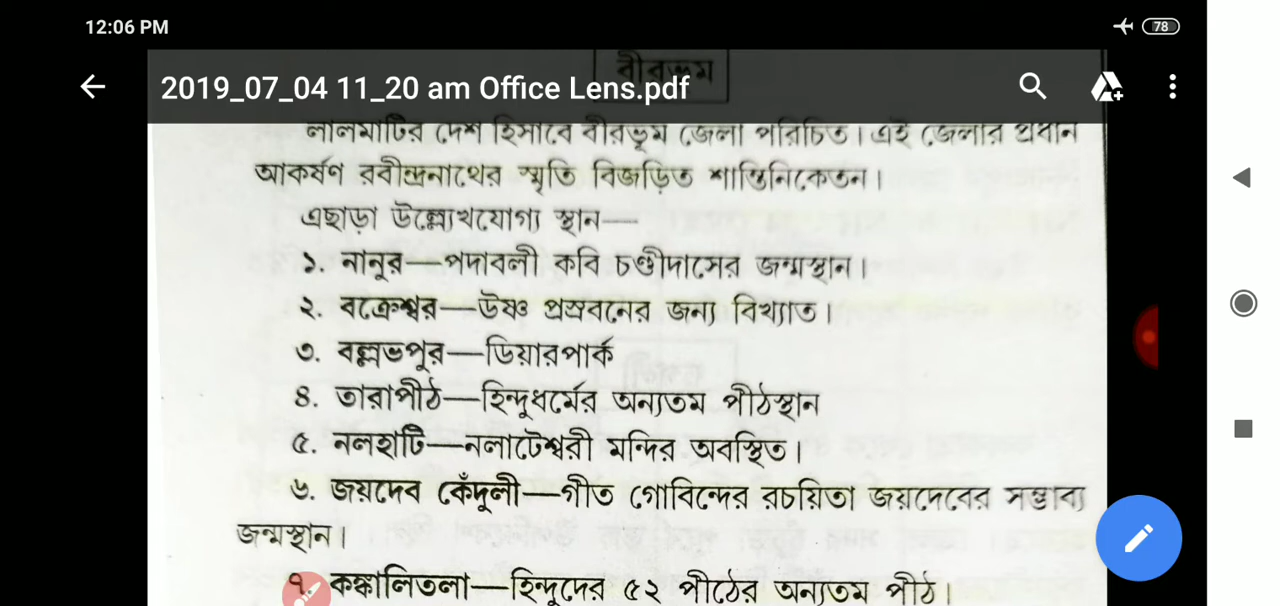 12:06 PM
78
2019_07_04 11_20 am Office Lens.pdf
বীরভূম
লালমাটির দেশ হিসাবে বীরভূম জেলা পরিচিত। এই জেলার প্রধান
আকর্ষণ রবীন্দ্রনাথের স্মৃতি বিজড়িত শান্তিনিকেতন।
এছাড়া উল্ল্যেখযোগ্য স্থান—
১. নানুর—পদাবলী কবি চণ্ডীদাসের জন্মস্থান।
২. বক্রেশ্বর—উষ্ণ প্রস্রবনের জন্য বিখ্যাত।
৩. বল্লভপুর—ডিয়ারপার্ক
৪. তারাপীঠ—হিন্দুধর্মের অন্যতম পীঠস্থান
৫. নলহাটি—নলাটেশ্বরী মন্দির অবস্থিত।
৬. জয়দেব কেঁদুলী—গীত গোবিন্দের রচয়িতা জয়দেবের সম্ভাব্য
জন্মস্থান।
৭. কঙ্কালিতলা—হিন্দুদের ৫২ পীঠের অন্যতম পীঠ।